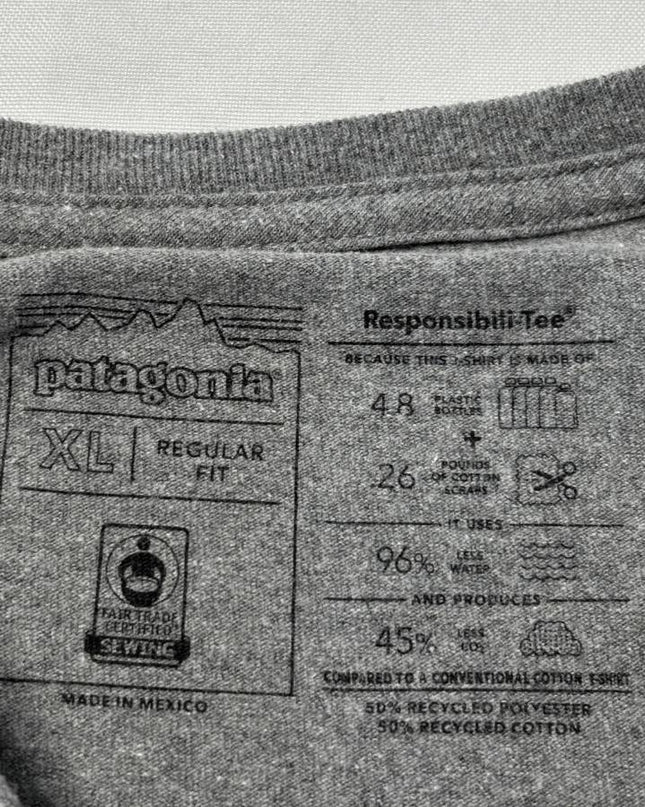 patagonia
XL
REGULAR
FIT
FAIR TRADE
CERTIFIED
SEWING
MADE IN MEXICO
Responsibili-Tee®
BECAUSE THIS T-SHIRT IS MADE OF
4.8 PLASTIC
BOTTLES
+
.26 POUNDS
OF COTTON
SCRAPS
IT USES
96% LESS
WATER
AND PRODUCES
45% LESS
CO₂
COMPARED TO A CONVENTIONAL COTTON T-SHIRT
50% RECYCLED POLYESTER
50% RECYCLED COTTON